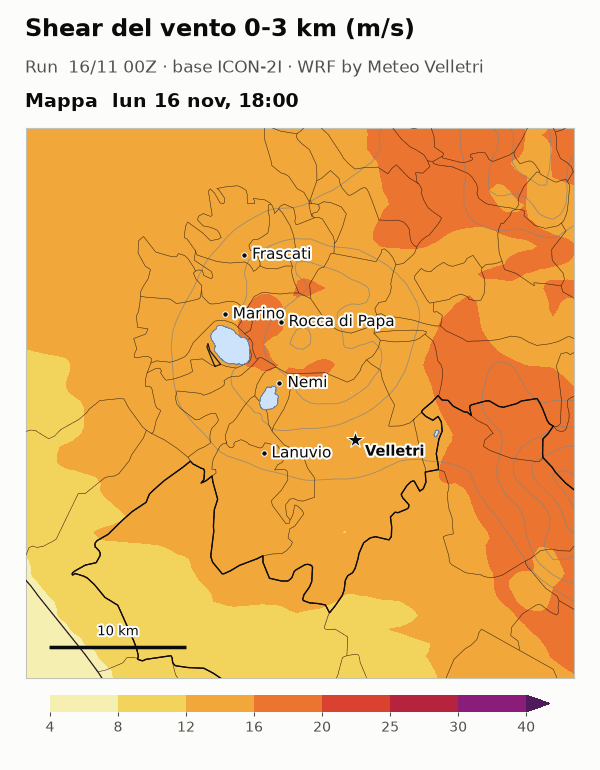 Shear del vento 0-3 km (m/s)
Run  16/11 00Z · base ICON-2I · WRF by Meteo Velletri
Mappa  lun 16 nov, 18:00
Frascati
Marino
Rocca di Papa
Nemi
Velletri
Lanuvio
10 km
4 8 12 16 20 25 30 40